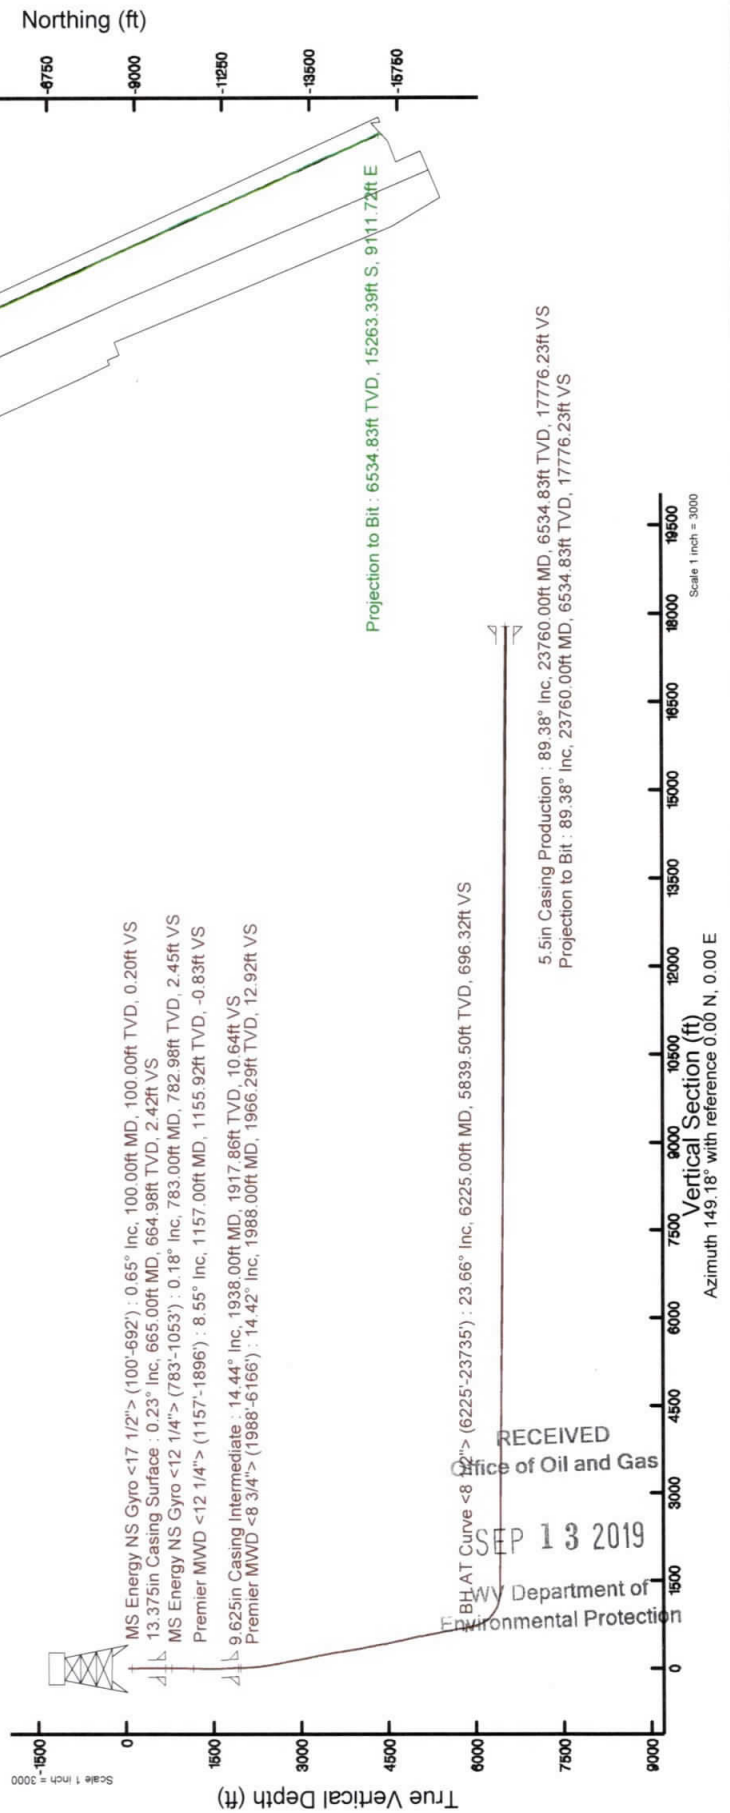 Northing (ft)
-6750
-9000
-11250
-13500
-15750
Projection to Bit : 6534.83ft TVD, 15263.39ft S, 9111.72ft E
Scale 1 inch = 3000
True Vertical Depth (ft)
-1500
0
1500
3000
4500
6000
7500
9000
MS Energy NS Gyro <17 1/2"> (100'-692') : 0.65° Inc, 100.00ft MD, 100.00ft TVD, 0.20ft VS
13.375in Casing Surface : 0.23° Inc, 665.00ft MD, 664.98ft TVD, 2.42ft VS
MS Energy NS Gyro <12 1/4"> (783'-1053') : 0.18° Inc, 783.00ft MD, 782.98ft TVD, 2.45ft VS
Premier MWD <12 1/4"> (1157'-1896') : 8.55° Inc, 1157.00ft MD, 1155.92ft TVD, -0.83ft VS
9.625in Casing Intermediate : 14.44° Inc, 1938.00ft MD, 1917.86ft TVD, 10.64ft VS
Premier MWD <8 3/4"> (1988'-6166') : 14.42° Inc, 1988.00ft MD, 1966.29ft TVD, 12.92ft VS
BH AT Curve <8 1/2"> (6225'-23735') : 23.66° Inc, 6225.00ft MD, 5839.50ft TVD, 696.32ft VS
5.5in Casing Production : 89.38° Inc, 23760.00ft MD, 6534.83ft TVD, 17776.23ft VS
Projection to Bit : 89.38° Inc, 23760.00ft MD, 6534.83ft TVD, 17776.23ft VS
0
1500
3000
4500
6000
7500
9000
10500
12000
13500
15000
16500
18000
19500
Vertical Section (ft)
Azimuth 149.18° with reference 0.00 N, 0.00 E
Scale 1 inch = 3000
RECEIVED
Office of Oil and Gas
SEP 13 2019
WV Department of
Environmental Protection